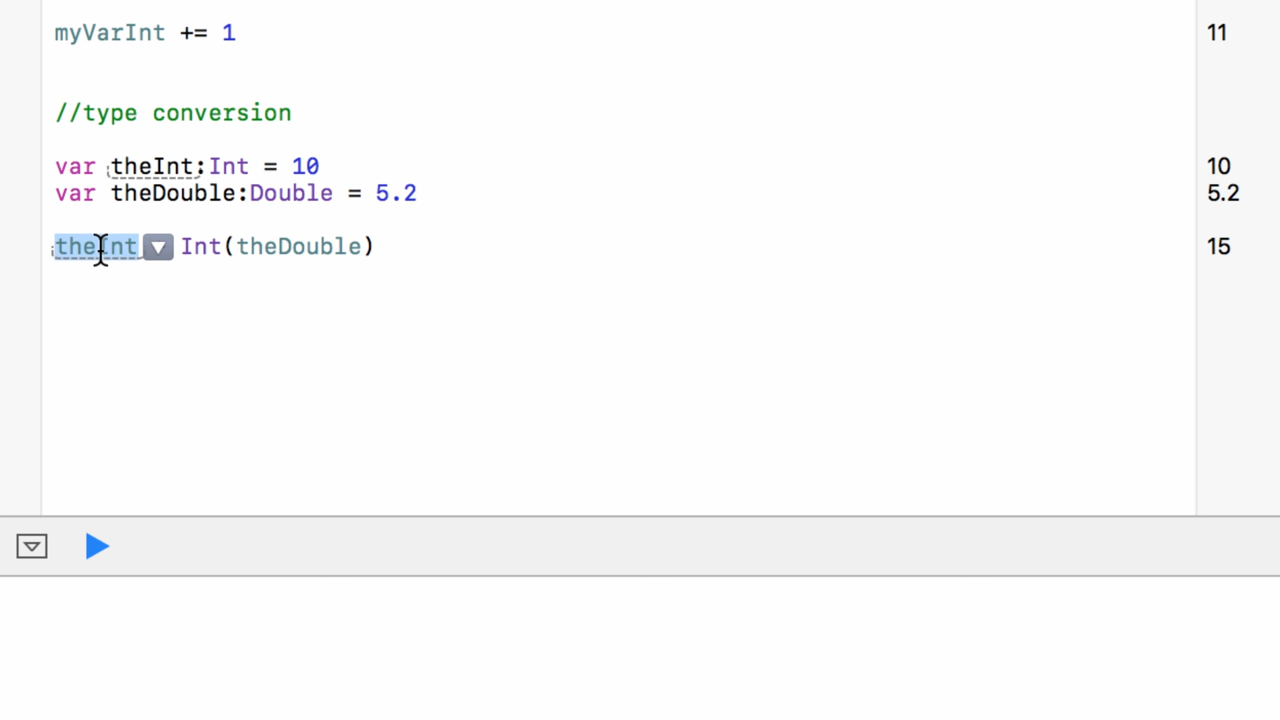 myVarInt += 1 11
//type conversion
var theInt:Int = 10 10
var theDouble:Double = 5.2 5.2
theInt Int(theDouble) 15